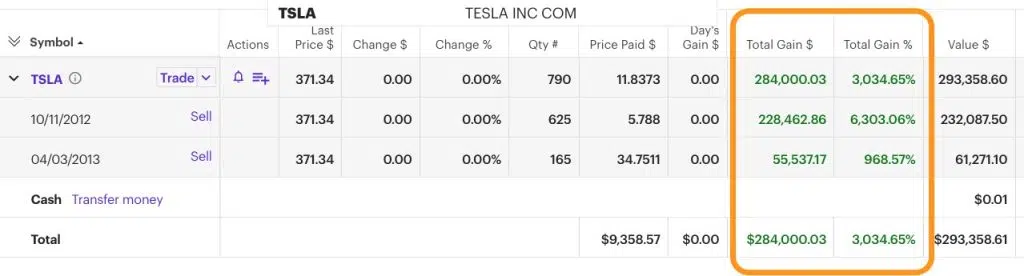 TSLA TESLA INC COM
Symbol Actions Last Price $ Change $ Change % Qty # Price Paid $ Day's Gain $ Total Gain $ Total Gain % Value $
TSLA Trade 371.34 0.00 0.00% 790 11.8373 0.00 284,000.03 3,034.65% 293,358.60
10/11/2012 Sell 371.34 0.00 0.00% 625 5.788 0.00 228,462.86 6,303.06% 232,087.50
04/03/2013 Sell 371.34 0.00 0.00% 165 34.7511 0.00 55,537.17 968.57% 61,271.10
Cash Transfer money $0.01
Total $9,358.57 $0.00 $284,000.03 3,034.65% $293,358.61